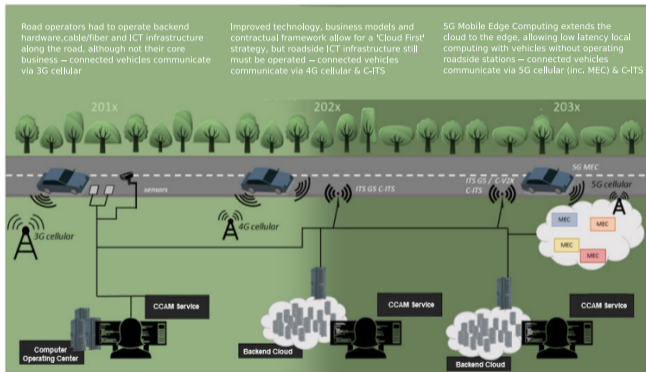 Road operators had to operate backend
hardware,cable/fiber and ICT infrastructure
along the road, although not their core
business – connected vehicles communicate
via 3G cellular
Improved technology, business models and
contractual framework allow for a 'Cloud First'
strategy, but roadside ICT infrastructure still
must be operated – connected vehicles
communicate via 4G cellular & C-ITS
5G Mobile Edge Computing extends the
cloud to the edge, allowing low latency local
computing with vehicles without operating
roadside stations – connected vehicles
communicate via 5G cellular (inc. MEC) & C-ITS
201x
202x
203x
5G MEC
sensors
ITS G5 C-ITS
ITS G5 / C-V2X
C-ITS
5G cellular
3G cellular
4G cellular
MEC
MEC
MEC
MEC
CCAM Service
CCAM Service
CCAM Service
Computer
Operating Center
Backend Cloud
Backend Cloud